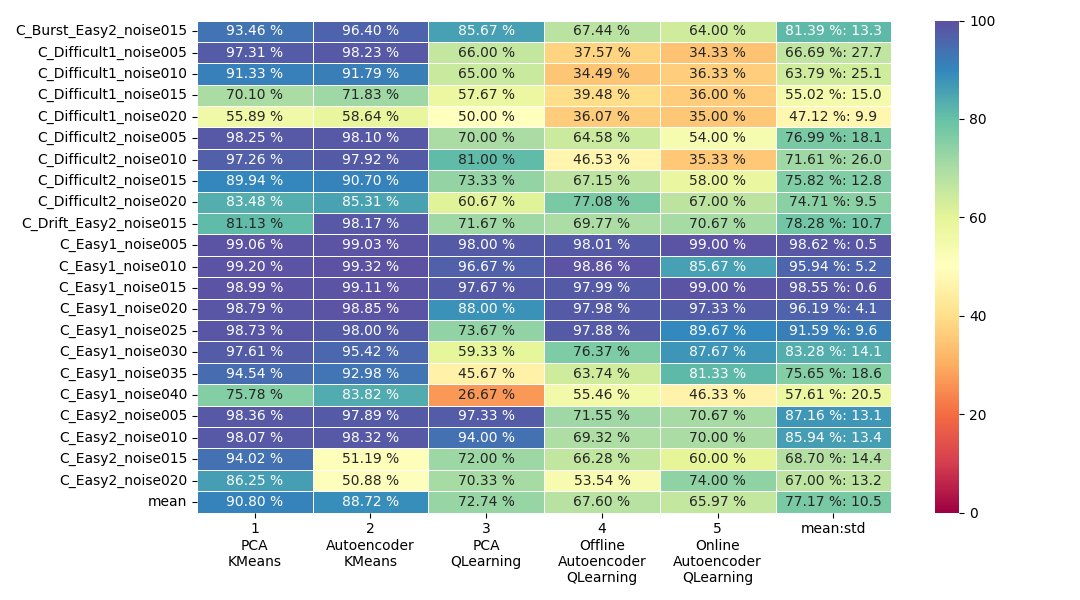 C_Burst_Easy2_noise015 93.46 % 96.40 % 85.67 % 67.44 % 64.00 % 81.39 %: 13.3 100
C_Difficult1_noise005 97.31 % 98.23 % 66.00 % 37.57 % 34.33 % 66.69 %: 27.7
C_Difficult1_noise010 91.33 % 91.79 % 65.00 % 34.49 % 36.33 % 63.79 %: 25.1
C_Difficult1_noise015 70.10 % 71.83 % 57.67 % 39.48 % 36.00 % 55.02 %: 15.0
C_Difficult1_noise020 55.89 % 58.64 % 50.00 % 36.07 % 35.00 % 47.12 %: 9.9 80
C_Difficult2_noise005 98.25 % 98.10 % 70.00 % 64.58 % 54.00 % 76.99 %: 18.1
C_Difficult2_noise010 97.26 % 97.92 % 81.00 % 46.53 % 35.33 % 71.61 %: 26.0
C_Difficult2_noise015 89.94 % 90.70 % 73.33 % 67.15 % 58.00 % 75.82 %: 12.8
C_Difficult2_noise020 83.48 % 85.31 % 60.67 % 77.08 % 67.00 % 74.71 %: 9.5
C_Drift_Easy2_noise015 81.13 % 98.17 % 71.67 % 69.77 % 70.67 % 78.28 %: 10.7 60
C_Easy1_noise005 99.06 % 99.03 % 98.00 % 98.01 % 99.00 % 98.62 %: 0.5
C_Easy1_noise010 99.20 % 99.32 % 96.67 % 98.86 % 85.67 % 95.94 %: 5.2
C_Easy1_noise015 98.99 % 99.11 % 97.67 % 97.99 % 99.00 % 98.55 %: 0.6
C_Easy1_noise020 98.79 % 98.85 % 88.00 % 97.98 % 97.33 % 96.19 %: 4.1 40
C_Easy1_noise025 98.73 % 98.00 % 73.67 % 97.88 % 89.67 % 91.59 %: 9.6
C_Easy1_noise030 97.61 % 95.42 % 59.33 % 76.37 % 87.67 % 83.28 %: 14.1
C_Easy1_noise035 94.54 % 92.98 % 45.67 % 63.74 % 81.33 % 75.65 %: 18.6
C_Easy1_noise040 75.78 % 83.82 % 26.67 % 55.46 % 46.33 % 57.61 %: 20.5
C_Easy2_noise005 98.36 % 97.89 % 97.33 % 71.55 % 70.67 % 87.16 %: 13.1 20
C_Easy2_noise010 98.07 % 98.32 % 94.00 % 69.32 % 70.00 % 85.94 %: 13.4
C_Easy2_noise015 94.02 % 51.19 % 72.00 % 66.28 % 60.00 % 68.70 %: 14.4
C_Easy2_noise020 86.25 % 50.88 % 70.33 % 53.54 % 74.00 % 67.00 %: 13.2
mean 90.80 % 88.72 % 72.74 % 67.60 % 65.97 % 77.17 %: 10.5 0
1 2 3 4 5 mean:std
PCA Autoencoder PCA Offline Online
KMeans KMeans QLearning Autoencoder Autoencoder
QLearning QLearning